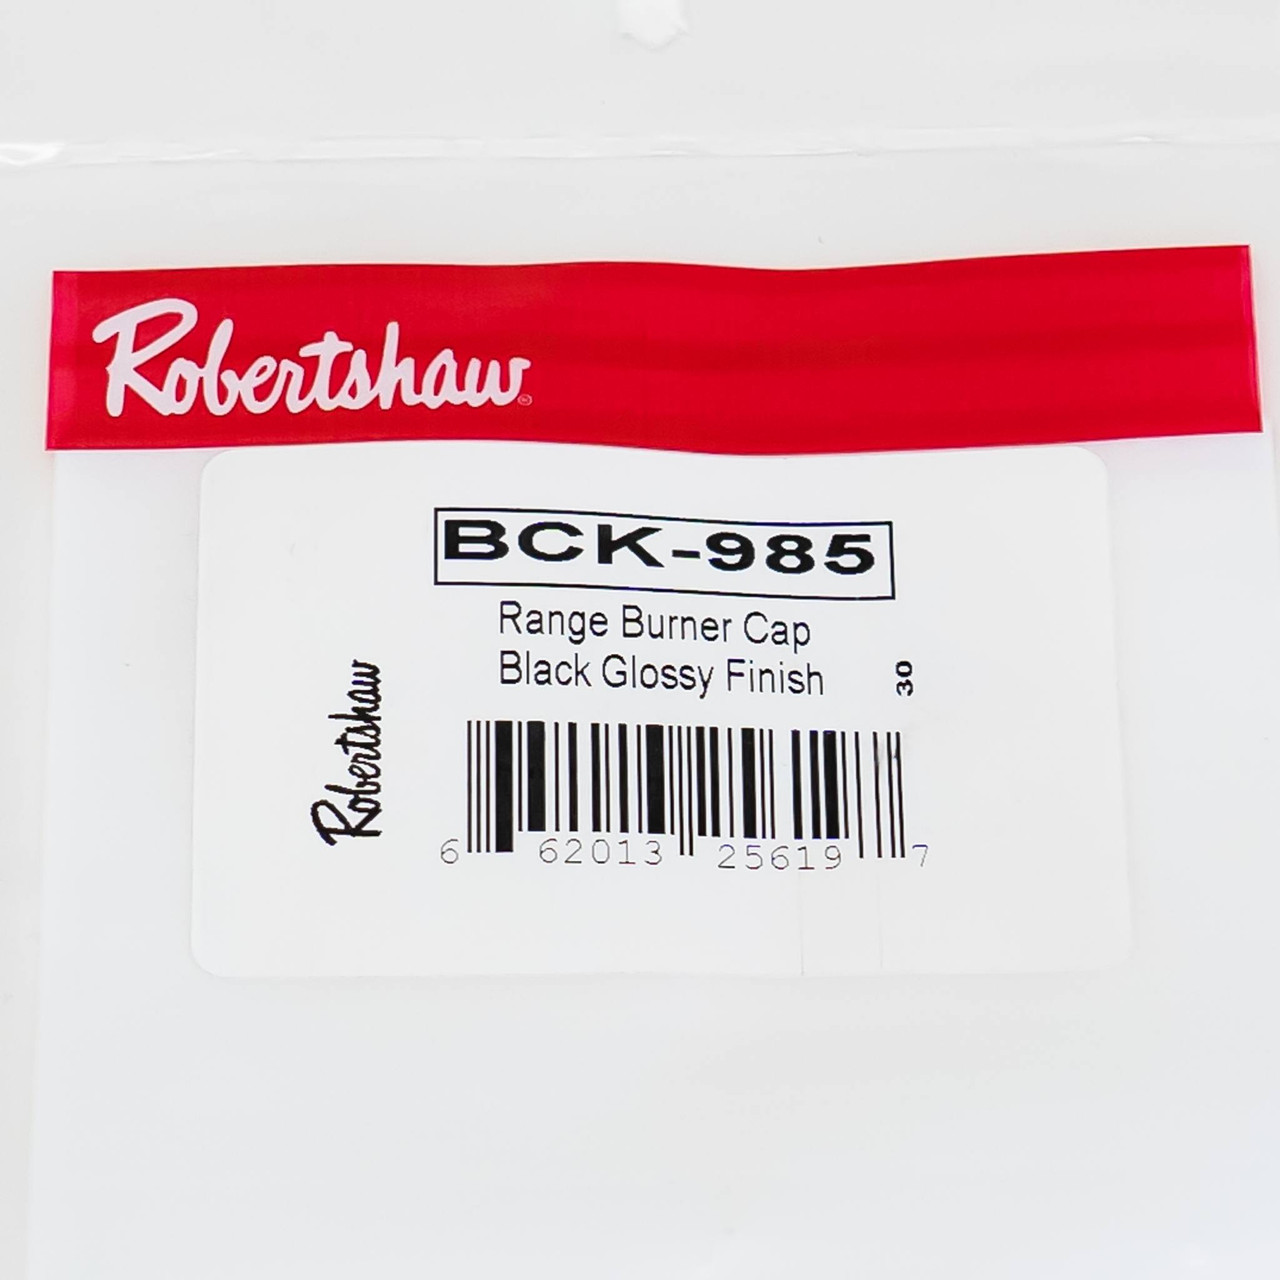 Robertshaw®
BCK-985
Range Burner Cap
Black Glossy Finish
30
Robertshaw
6 62013 25619 7